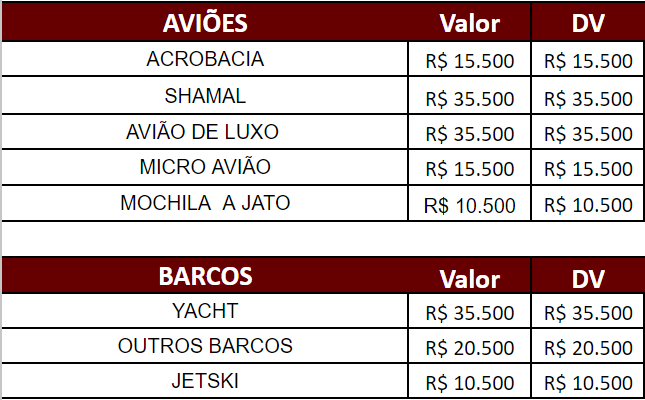 AVIÕES Valor DV
ACROBACIA R$ 15.500 R$ 15.500
SHAMAL R$ 35.500 R$ 35.500
AVIÃO DE LUXO R$ 35.500 R$ 35.500
MICRO AVIÃO R$ 15.500 R$ 15.500
MOCHILA A JATO R$ 10.500 R$ 10.500
BARCOS Valor DV
YACHT R$ 35.500 R$ 35.500
OUTROS BARCOS R$ 20.500 R$ 20.500
JETSKI R$ 10.500 R$ 10.500